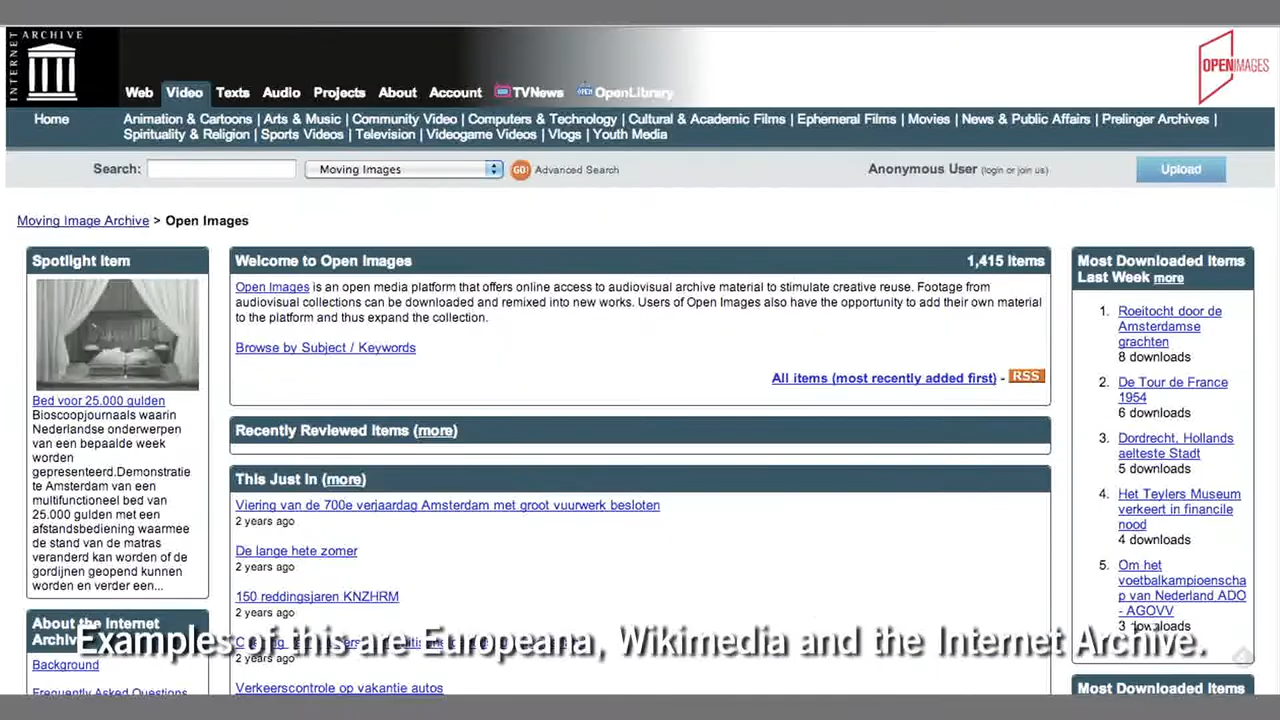 INTERNET ARCHIVE
OPENIMAGES
Web Video Texts Audio Projects About Account TVNews OpenLibrary
Home
Animation & Cartoons | Arts & Music | Community Video | Computers & Technology | Cultural & Academic Films | Ephemeral Films | Movies | News & Public Affairs | Prelinger Archives |
Spirituality & Religion | Sports Videos | Television | Videogame Videos | Vlogs | Youth Media
Search: Moving Images GO! Advanced Search
Anonymous User (login or join us) Upload
Moving Image Archive > Open Images
Spotlight Item
Bed voor 25.000 gulden
Bioscoopjournaals waarin
Nederlandse onderwerpen
van een bepaalde week
worden
gepresenteerd.Demonstratie
te Amsterdam van een
multifunctioneel bed van
25.000 gulden met een
afstandsbediening waarmee
de stand van de matras
veranderd kan worden of de
gordijnen geopend kunnen
worden en verder een...
About the Internet
Archive
Background
Frequently Asked Questions
Welcome to Open Images 1,415 Items
Open Images is an open media platform that offers online access to audiovisual archive material to stimulate creative reuse. Footage from
audiovisual collections can be downloaded and remixed into new works. Users of Open Images also have the opportunity to add their own material
to the platform and thus expand the collection.
Browse by Subject / Keywords
All items (most recently added first) - RSS
Recently Reviewed Items (more)
This Just In (more)
Viering van de 700e verjaardag Amsterdam met groot vuurwerk besloten
2 years ago
De lange hete zomer
2 years ago
150 reddingsjaren KNZHRM
2 years ago
2 years ago
Verkeerscontrole op vakantie autos
Most Downloaded Items
Last Week more
1. Roeitocht door de
Amsterdamse
grachten
8 downloads
2. De Tour de France
1954
6 downloads
3. Dordrecht, Hollands
aelteste Stadt
5 downloads
4. Het Teylers Museum
verkeert in financile
nood
4 downloads
5. Om het
voetbalkampioenscha
p van Nederland ADO
- AGOVV
3 downloads
Most Downloaded Items
Examples of this are Europeana, Wikimedia and the Internet Archive.